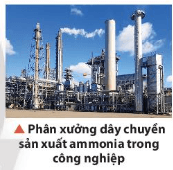 ▲ Phân xưởng dây chuyền
sản xuất ammonia trong
công nghiệp